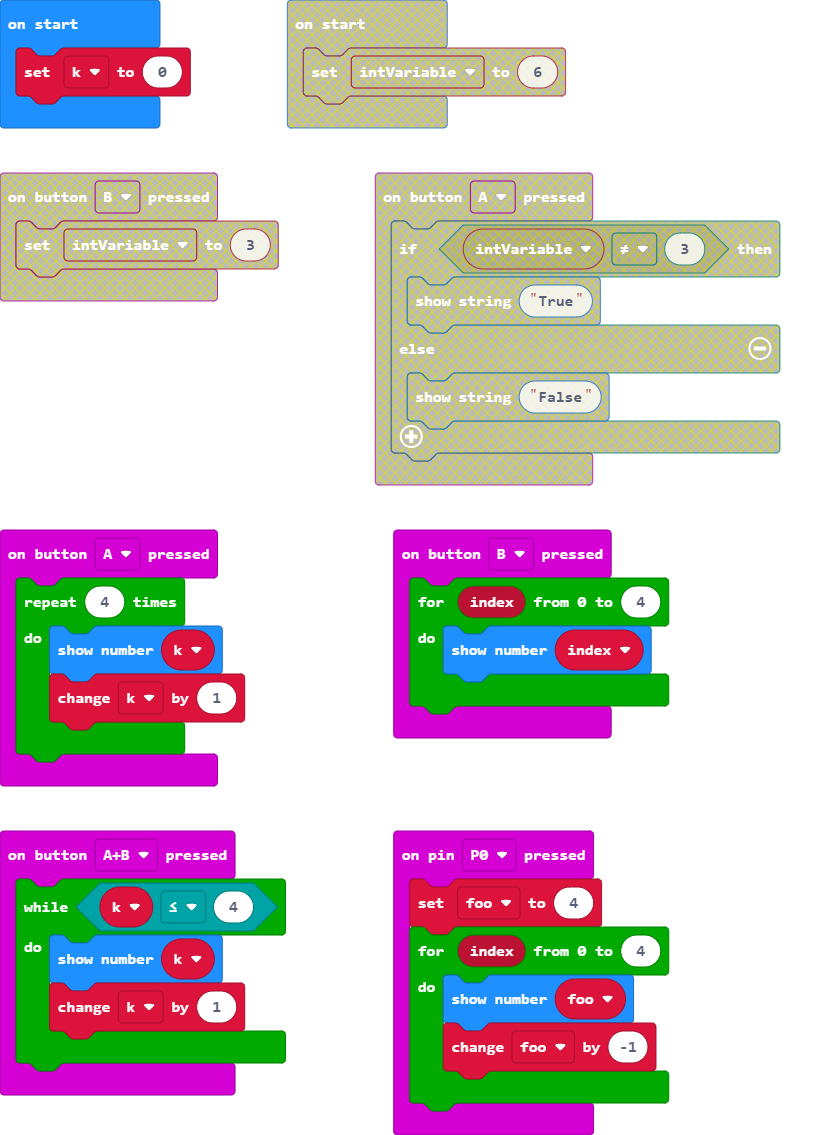 on start
set k to 0
on start
set intVariable to 6
on button B pressed
set intVariable to 3
on button A pressed
if intVariable ≠ 3 then
show string "True"
else
show string "False"
on button A pressed
repeat 4 times
do
show number k
change k by 1
on button B pressed
for index from 0 to 4
do
show number index
on button A+B pressed
while k ≤ 4
do
show number k
change k by 1
on pin P0 pressed
set foo to 4
for index from 0 to 4
do
show number foo
change foo by -1